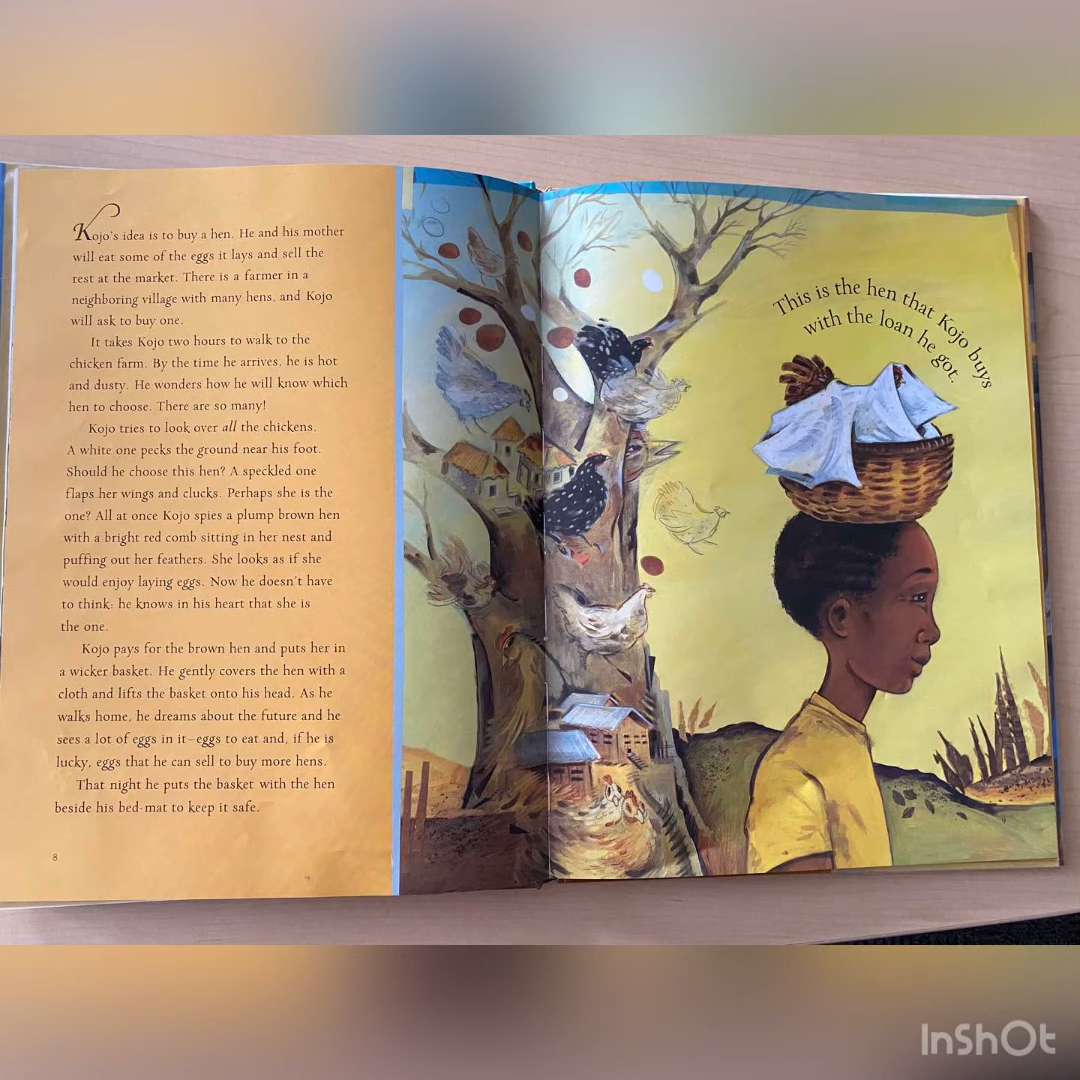 Kojo's idea is to buy a hen. He and his mother
will eat some of the eggs it lays and sell the
rest at the market. There is a farmer in a
neighboring village with many hens, and Kojo
will ask to buy one.
It takes Kojo two hours to walk to the
chicken farm. By the time he arrives, he is hot
and dusty. He wonders how he will know which
hen to choose. There are so many!
Kojo tries to look over all the chickens.
A white one pecks the ground near his foot.
Should he choose this hen? A speckled one
flaps her wings and clucks. Perhaps she is the
one? All at once Kojo spies a plump brown hen
with a bright red comb sitting in her nest and
puffing out her feathers. She looks as if she
would enjoy laying eggs. Now he doesn't have
to think: he knows in his heart that she is
the one.
Kojo pays for the brown hen and puts her in
a wicker basket. He gently covers the hen with a
cloth and lifts the basket onto his head. As he
walks home, he dreams about the future and he
sees a lot of eggs in it—eggs to eat and, if he is
lucky, eggs that he can sell to buy more hens.
That night he puts the basket with the hen
beside his bed-mat to keep it safe.
8
This is the hen that Kojo buys
with the loan he got.
InShOt